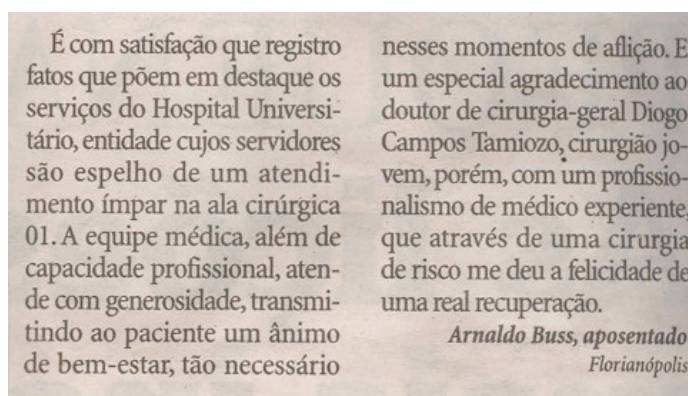 É com satisfação que registro
fatos que põem em destaque os
serviços do Hospital Universi-
tário, entidade cujos servidores
são espelho de um atendi-
mento ímpar na ala cirúrgica
01. A equipe médica, além de
capacidade profissional, aten-
de com generosidade, transmi-
tindo ao paciente um ânimo
de bem-estar, tão necessário
nesses momentos de aflição. E
um especial agradecimento ao
doutor de cirurgia-geral Diogo
Campos Tamiozo, cirurgião jo-
vem, porém, com um profissio-
nalismo de médico experiente,
que através de uma cirurgia
de risco me deu a felicidade de
uma real recuperação.
Arnaldo Buss, aposentado
Florianópolis